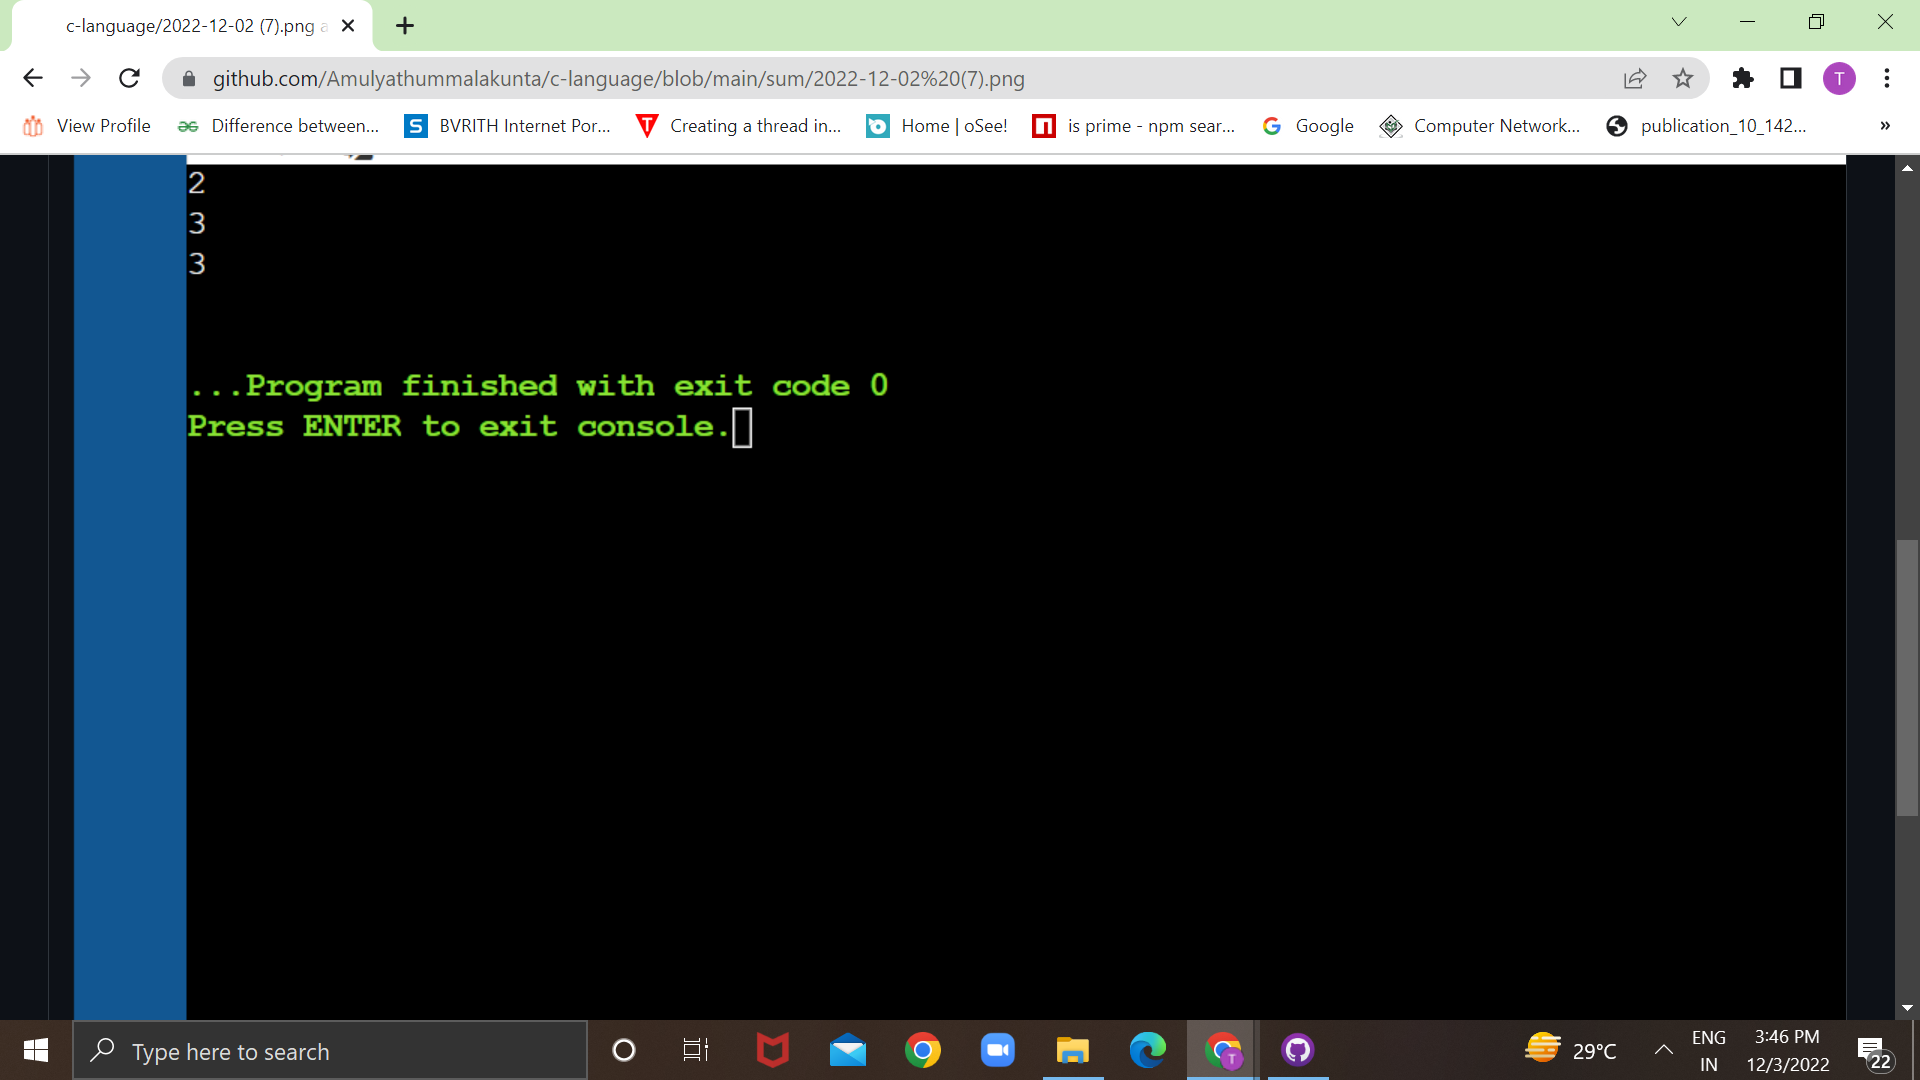 c-language/2022-12-02 (7).png a
github.com/Amulyathummalakunta/c-language/blob/main/sum/2022-12-02%20(7).png
T
View Profile
Difference between...
S BVRITH Internet Por...
T Creating a thread in...
Home | oSee!
is prime - npm sear...
G Google
Computer Network...
publication_10_142...
»
2
3
3
...Program finished with exit code 0
Press ENTER to exit console.
Type here to search
T
29°C
ENG
IN
3:46 PM
12/3/2022
22